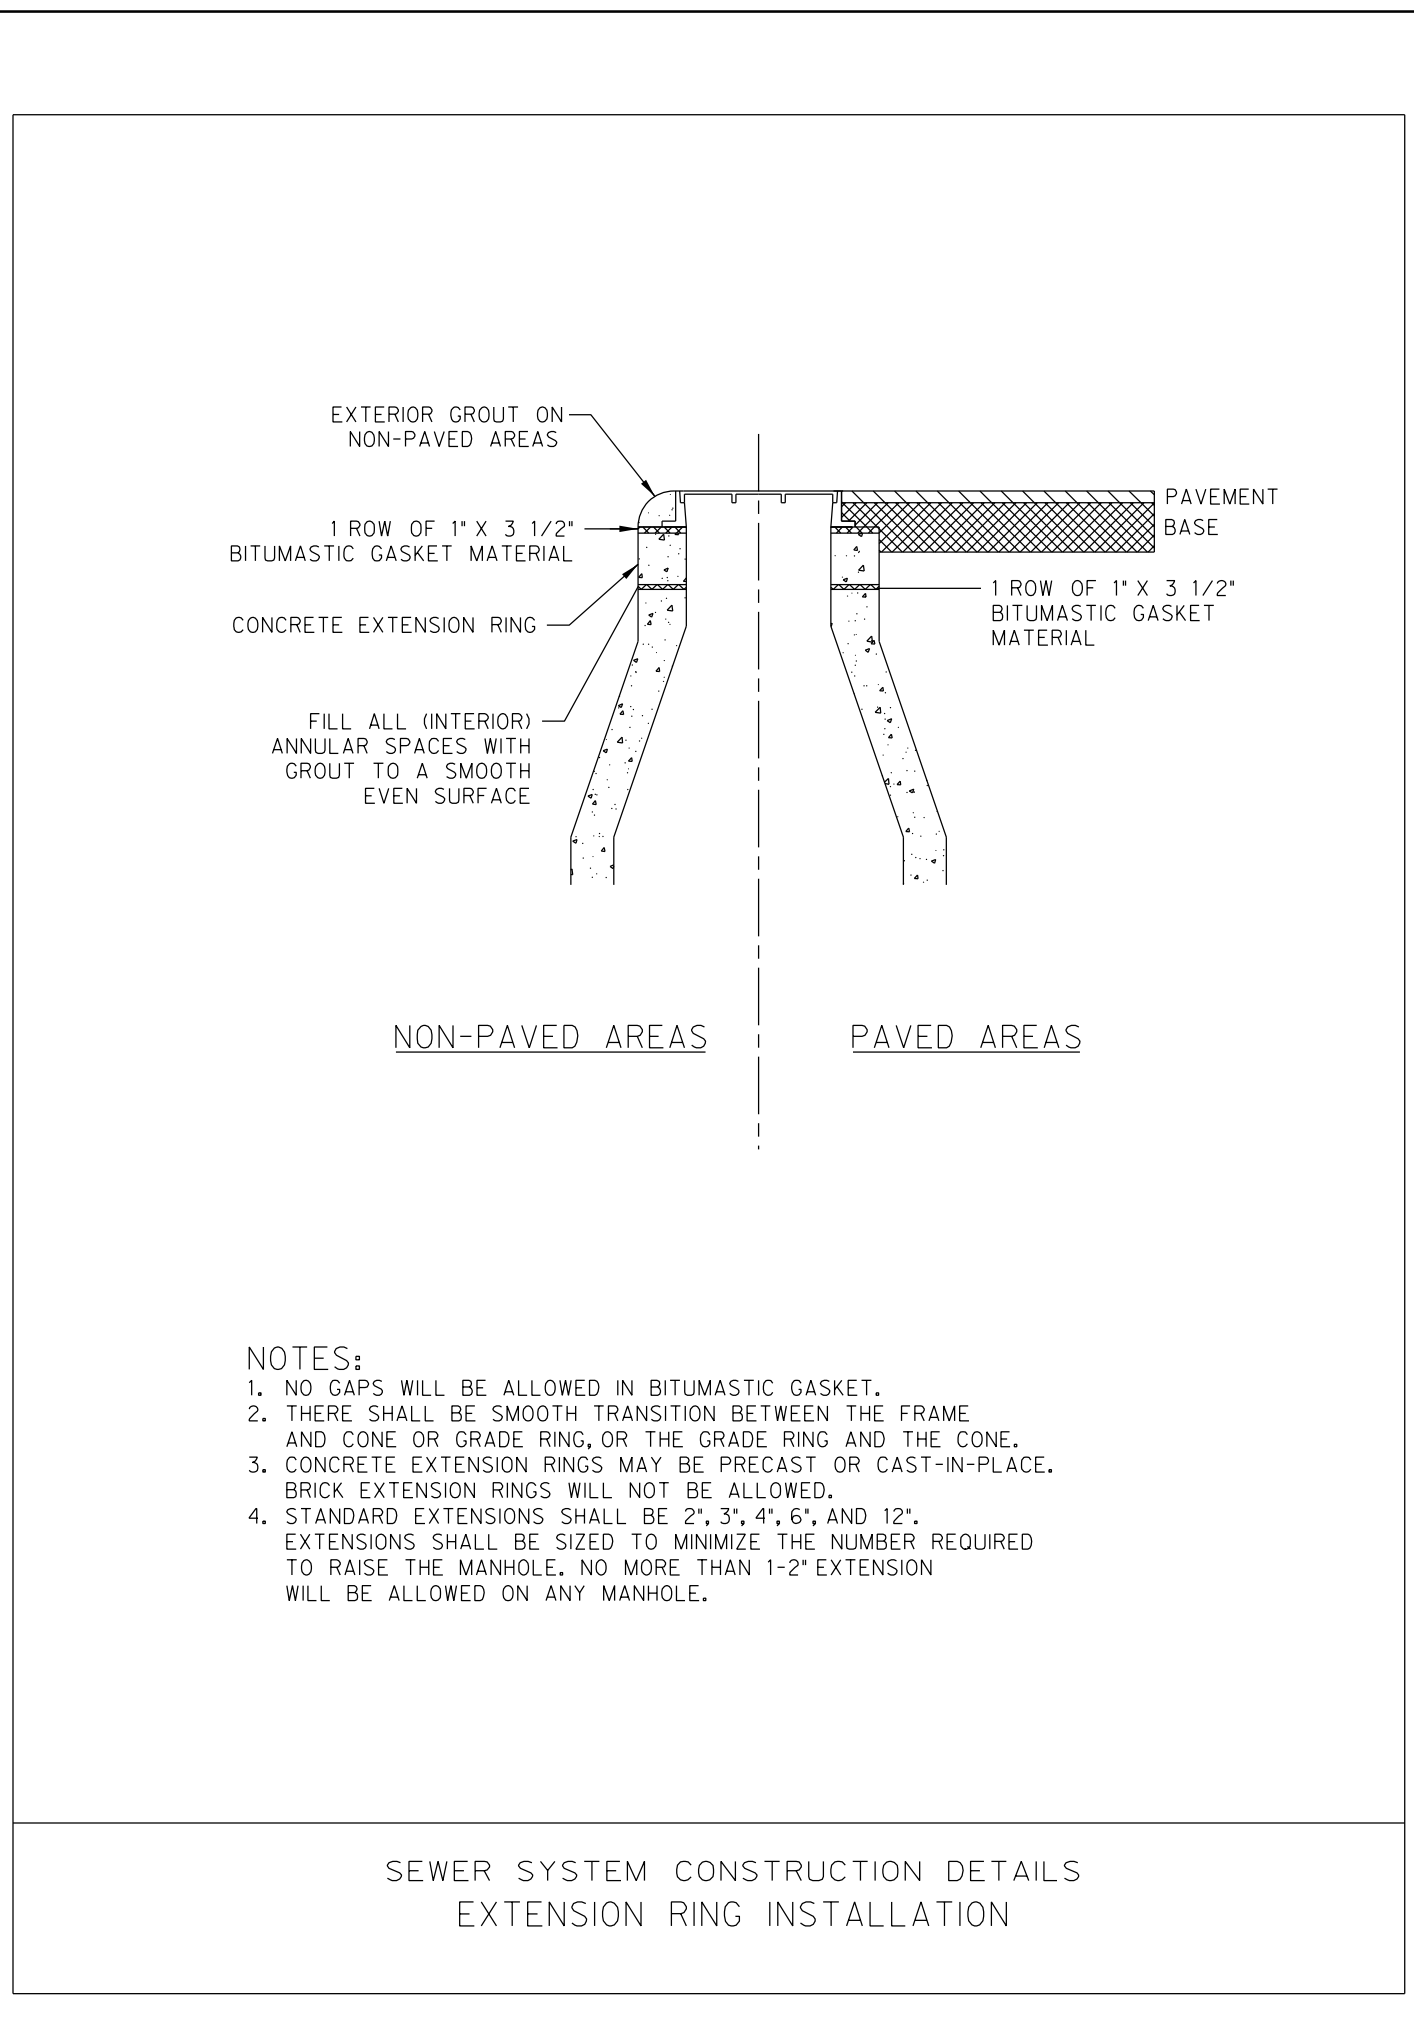 EXTERIOR GROUT ON
NON-PAVED AREAS
1 ROW OF 1" X 3 1/2"
BITUMASTIC GASKET MATERIAL
CONCRETE EXTENSION RING
FILL ALL (INTERIOR)
ANNULAR SPACES WITH
GROUT TO A SMOOTH
EVEN SURFACE
PAVEMENT
BASE
1 ROW OF 1" X 3 1/2"
BITUMASTIC GASKET
MATERIAL
NON-PAVED AREAS
PAVED AREAS
NOTES:
1. NO GAPS WILL BE ALLOWED IN BITUMASTIC GASKET.
2. THERE SHALL BE SMOOTH TRANSITION BETWEEN THE FRAME
AND CONE OR GRADE RING, OR THE GRADE RING AND THE CONE.
3. CONCRETE EXTENSION RINGS MAY BE PRECAST OR CAST-IN-PLACE.
BRICK EXTENSION RINGS WILL NOT BE ALLOWED.
4. STANDARD EXTENSIONS SHALL BE 2", 3", 4", 6", AND 12".
EXTENSIONS SHALL BE SIZED TO MINIMIZE THE NUMBER REQUIRED
TO RAISE THE MANHOLE. NO MORE THAN 1-2" EXTENSION
WILL BE ALLOWED ON ANY MANHOLE.
SEWER SYSTEM CONSTRUCTION DETAILS
EXTENSION RING INSTALLATION